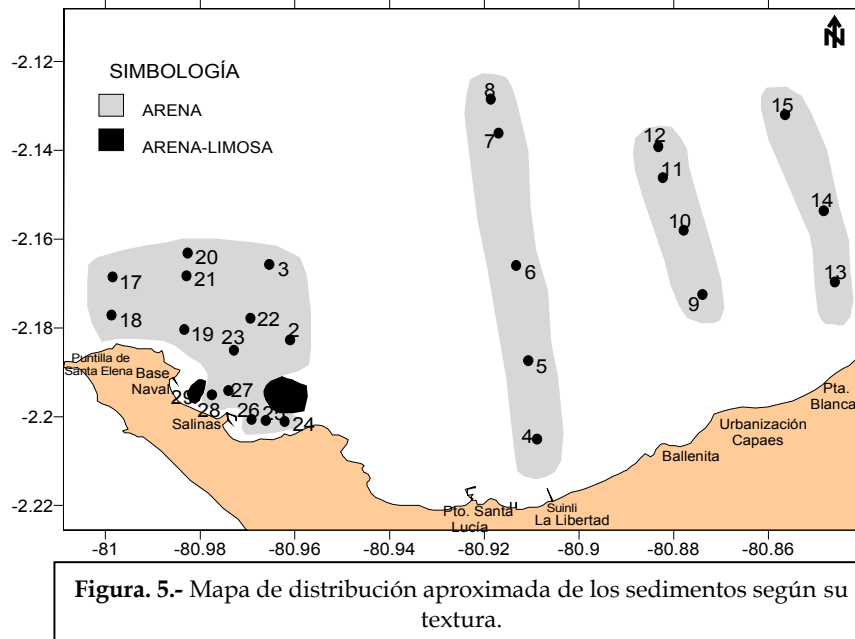 N
SIMBOLOGÍA
ARENA
ARENA-LIMOSA
-2.12
-2.14
-2.16
-2.18
-2.2
-2.22
8
7
6
5
4
12
11
10
9
15
14
13
20
21
3
17
18
19
22
23
2
27
28
29
26
25
24
Puntilla de
Santa Elena
Base
Naval
Salinas
Pto. Santa
Lucía
Suinli
La Libertad
Ballenita
Urbanización
Capaes
Pta.
Blanca
-81
-80.98
-80.96
-80.94
-80.92
-80.9
-80.88
-80.86
Figura. 5.- Mapa de distribución aproximada de los sedimentos según su
textura.